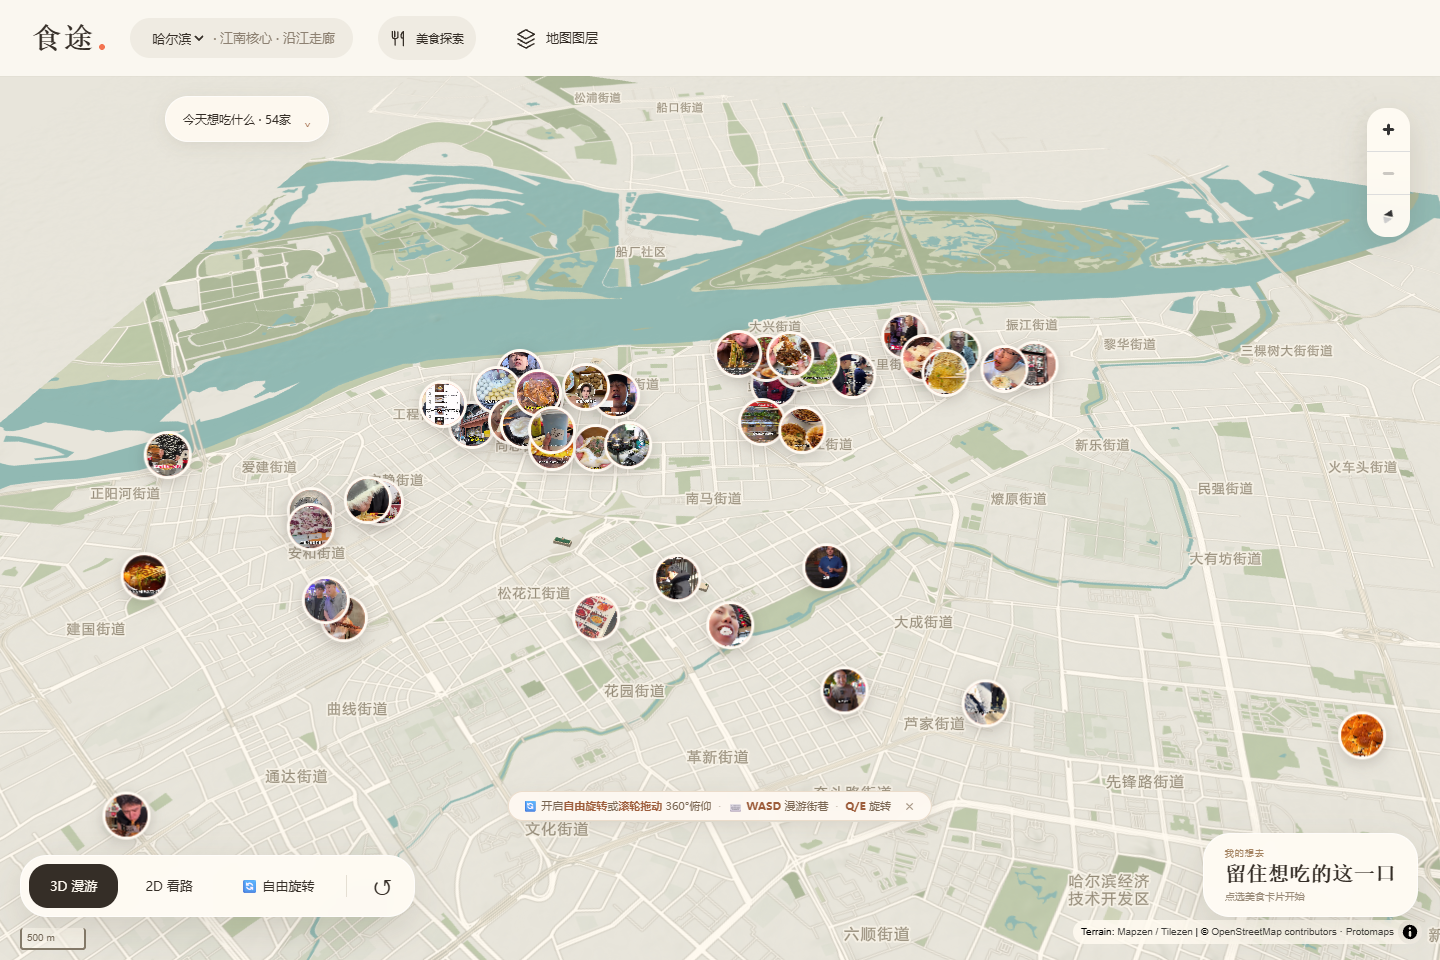 食途.
哈尔滨 · 江南核心 · 沿江走廊
美食探索
地图图层
今天想吃什么 · 54家
松浦街道
船口街道
船厂社区
大兴街道
振江街道
黎华街道
三棵树大街街道
工程
街道
爱建街道
正阳河街道
南马街道
燎原街道
新乐街道
民强街道
火车头街道
安和街道
大有坊街道
松花江街道
建国街道
大成街道
花园街道
曲线街道
芦家街道
革新街道
通达街道
先锋路街道
开启自由旋转或滚轮拖动 360°俯仰 · WASD 漫游街巷 · Q/E 旋转 ×
文化街道
哈尔滨经济
技术开发区
六顺街道
3D 漫游
2D 看路
自由旋转
500 m
我的想去
留住想吃的这一口
点选美食卡片开始
Terrain: Mapzen / Tilezen | © OpenStreetMap contributors · Protomaps